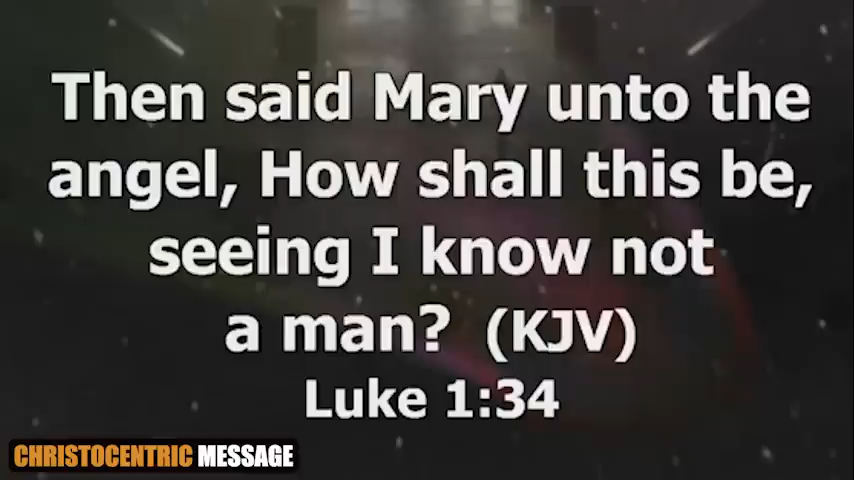 Then said Mary unto the
angel, How shall this be,
seeing I know not
a man? (KJV)
Luke 1:34
CHRISTOCENTRIC MESSAGE